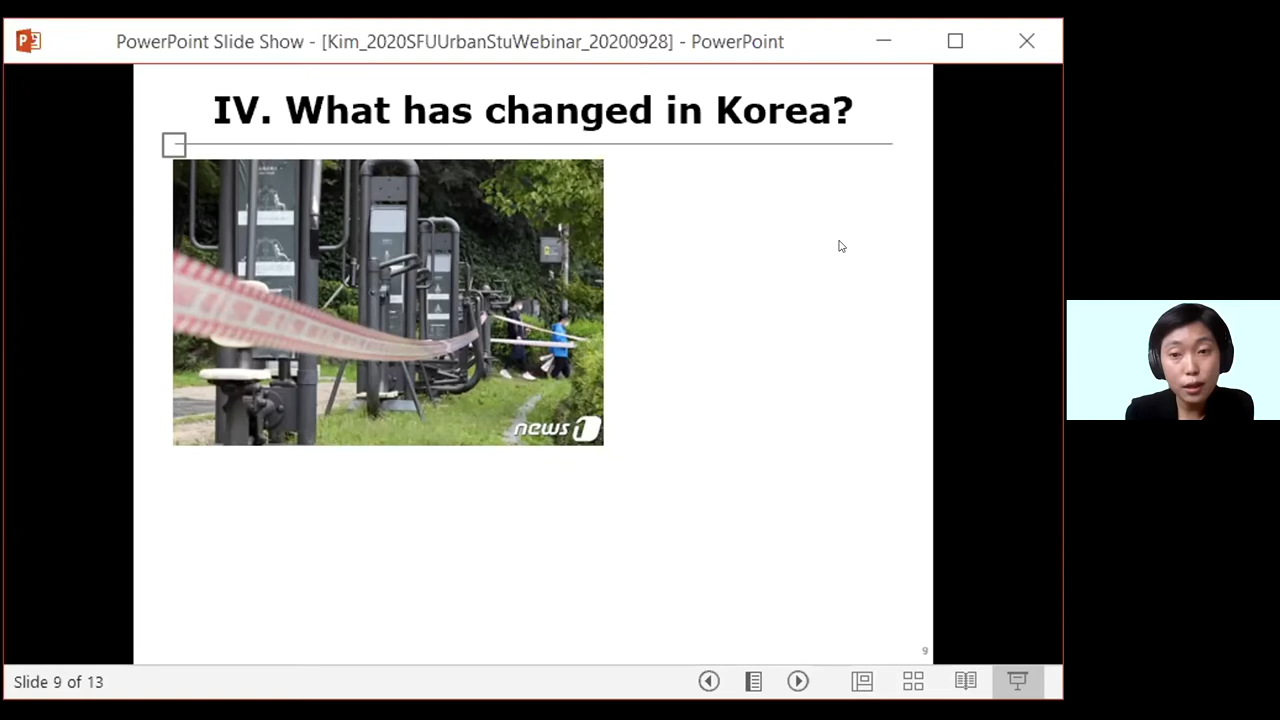 PowerPoint Slide Show - [Kim_2020SFUUrbanStuWebinar_20200928] - PowerPoint
IV. What has changed in Korea?
news1
9
Slide 9 of 13